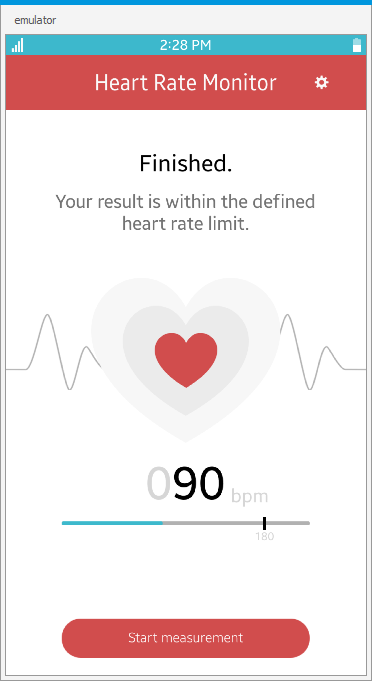 emulator
2:28 PM
Heart Rate Monitor
Finished.
Your result is within the defined
heart rate limit.
090 bpm
180
Start measurement